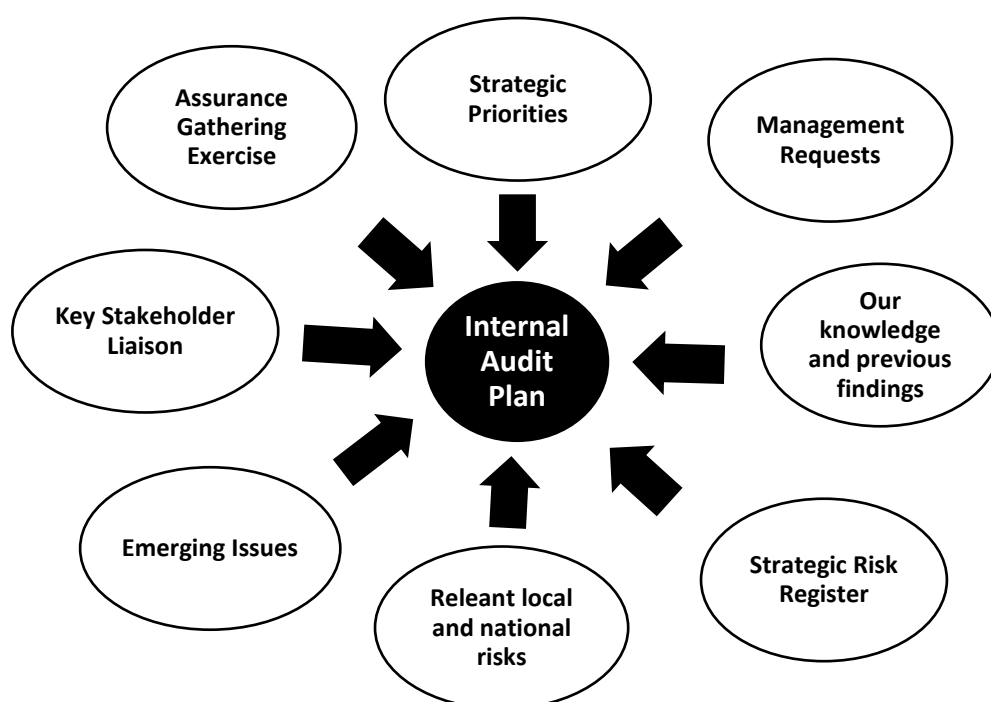 Assurance
Gathering
Exercise
Strategic
Priorities
Management
Requests
Key Stakeholder
Liaison
Internal
Audit
Plan
Our
knowledge
and previous
findings
Emerging Issues
Releant local
and national
risks
Strategic Risk
Register